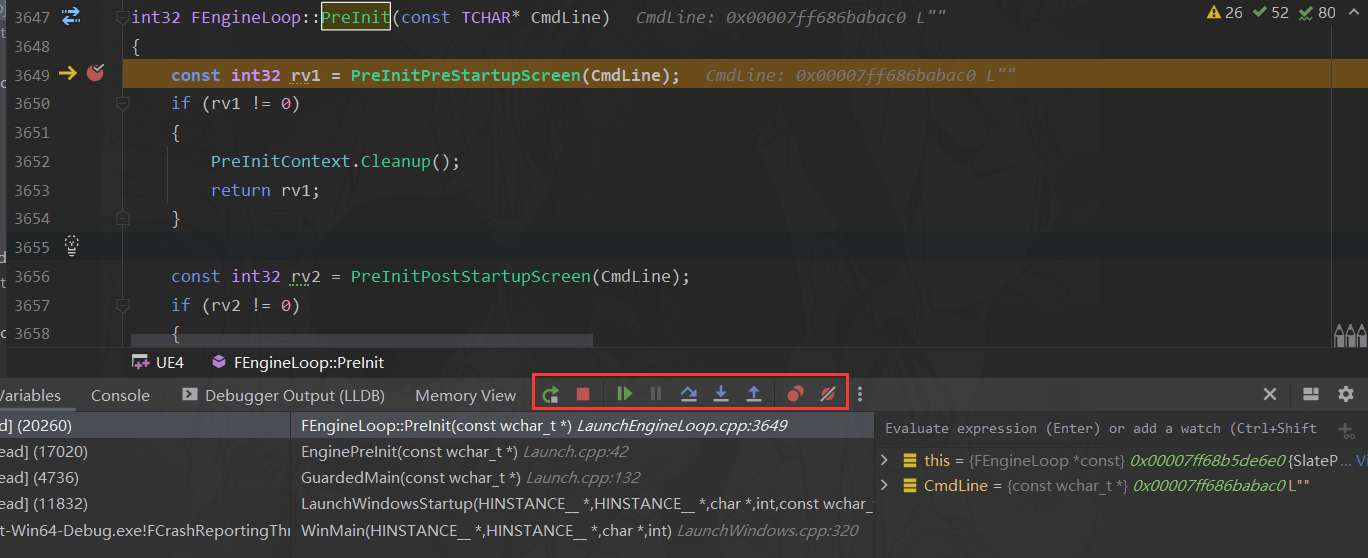 3647 int32 FEngineLoop::PreInit(const TCHAR* CmdLine) CmdLine: 0x00007ff686babac0 L""
26 52 80
3648 {
3649 const int32 rv1 = PreInitPreStartupScreen(CmdLine); CmdLine: 0x00007ff686babac0 L""
3650 if (rv1 != 0)
3651 {
3652 PreInitContext.Cleanup();
3653 return rv1;
3654 }
3655
3656 const int32 rv2 = PreInitPostStartupScreen(CmdLine);
3657 if (rv2 != 0)
3658 {
UE4 FEngineLoop::PreInit
Variables Console Debugger Output (LLDB) Memory View
d] (20260) FEngineLoop::PreInit(const wchar_t *) LaunchEngineLoop.cpp:3649
ead] (17020) EnginePreInit(const wchar_t *) Launch.cpp:42
ead] (4736) GuardedMain(const wchar_t *) Launch.cpp:132
ead] (11832) LaunchWindowsStartup(HINSTANCE__ *,HINSTANCE__ *,char *,int,const wchar_
t-Win64-Debug.exe!FCrashReportingThr WinMain(HINSTANCE__ *,HINSTANCE__ *,char *,int) LaunchWindows.cpp:320
Evaluate expression (Enter) or add a watch (Ctrl+Shift
this = {FEngineLoop *const} 0x00007ff68b5de6e0 {SlateP... Vi
CmdLine = {const wchar_t *} 0x00007ff686babac0 L""